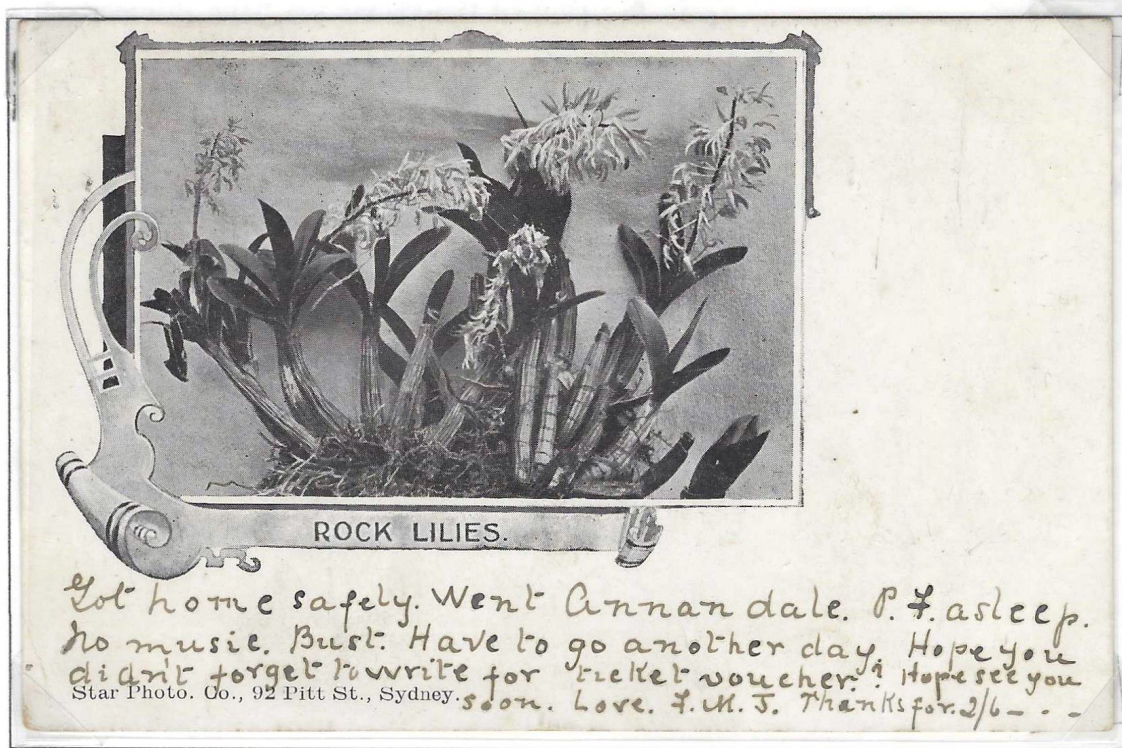 ROCK LILIES.
Got home safely. Went Annandale. P. F. asleep.
No music. Bust. Have to go another day. Hope you
didn't forget to write for ticket voucher? Hope see you
Star Photo. Co., 92 Pitt St., Sydney.
soon. Love. F. M. J. Thanks for 2/6 - . -